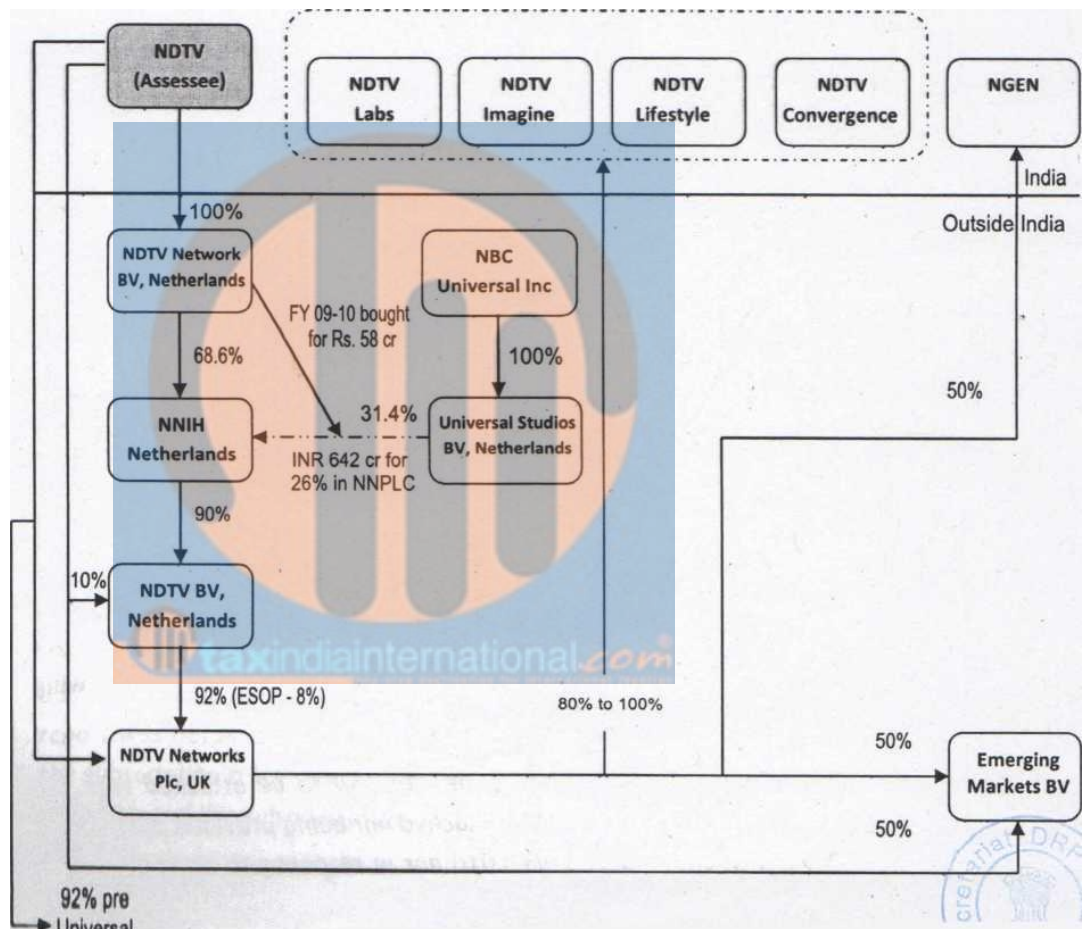 NDTV
(Assessee)
NDTV
Labs
NDTV
Imagine
NDTV
Lifestyle
NDTV
Convergence
NGEN
India
Outside India
100%
NDTV Network
BV, Netherlands
NBC
Universal Inc
FY 09-10 bought
for Rs. 58 cr
68.6%
100%
50%
NNIH
Netherlands
31.4%
Universal Studios
BV, Netherlands
INR 642 cr for
26% in NNPLC
90%
10%
NDTV BV,
Netherlands
taxindiainternational.com
92% (ESOP - 8%)
80% to 100%
NDTV Networks
Plc, UK
50%
Emerging
Markets BV
50%
92% pre
Universal